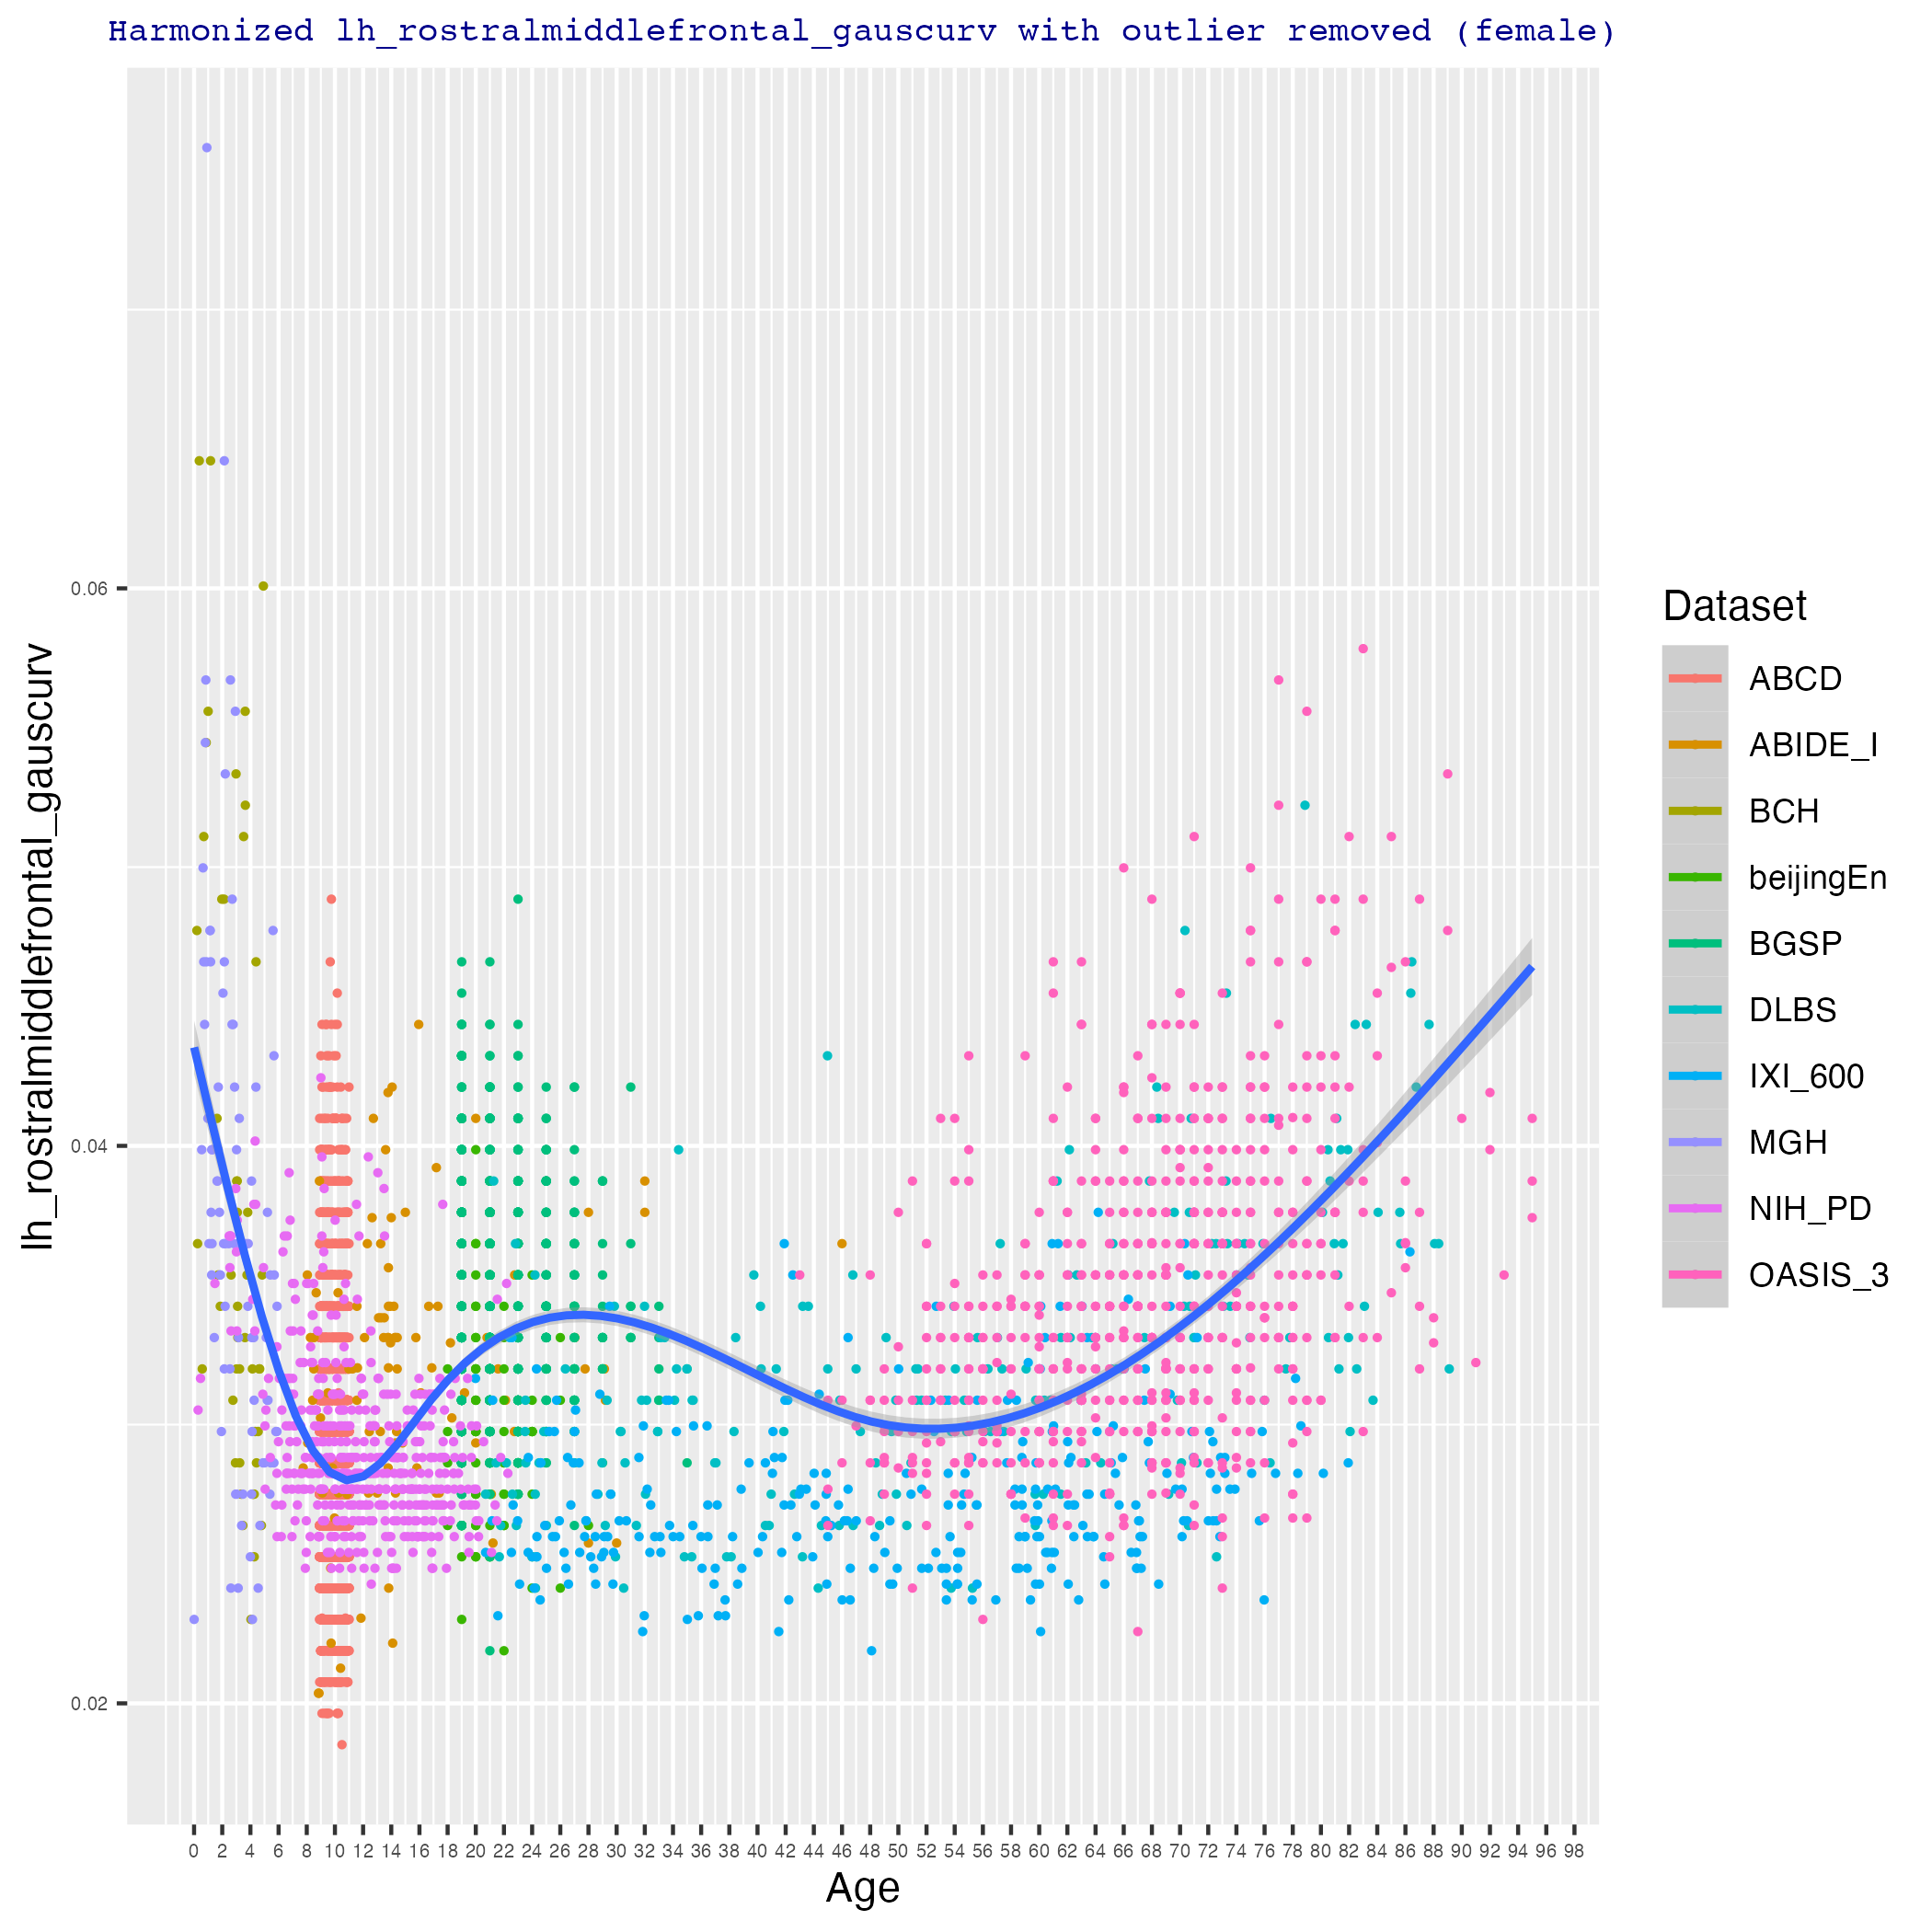 Harmonized lh_rostralmiddlefrontal_gauscurv with outlier removed (female)
lh_rostralmiddlefrontal_gauscurv
0.06
0.04
0.02
0 2 4 6 8 10 12 14 16 18 20 22 24 26 28 30 32 34 36 38 40 42 44 46 48 50 52 54 56 58 60 62 64 66 68 70 72 74 76 78 80 82 84 86 88 90 92 94 96 98
Age
Dataset
ABCD
ABIDE_I
BCH
beijingEn
BGSP
DLBS
IXI_600
MGH
NIH_PD
OASIS_3